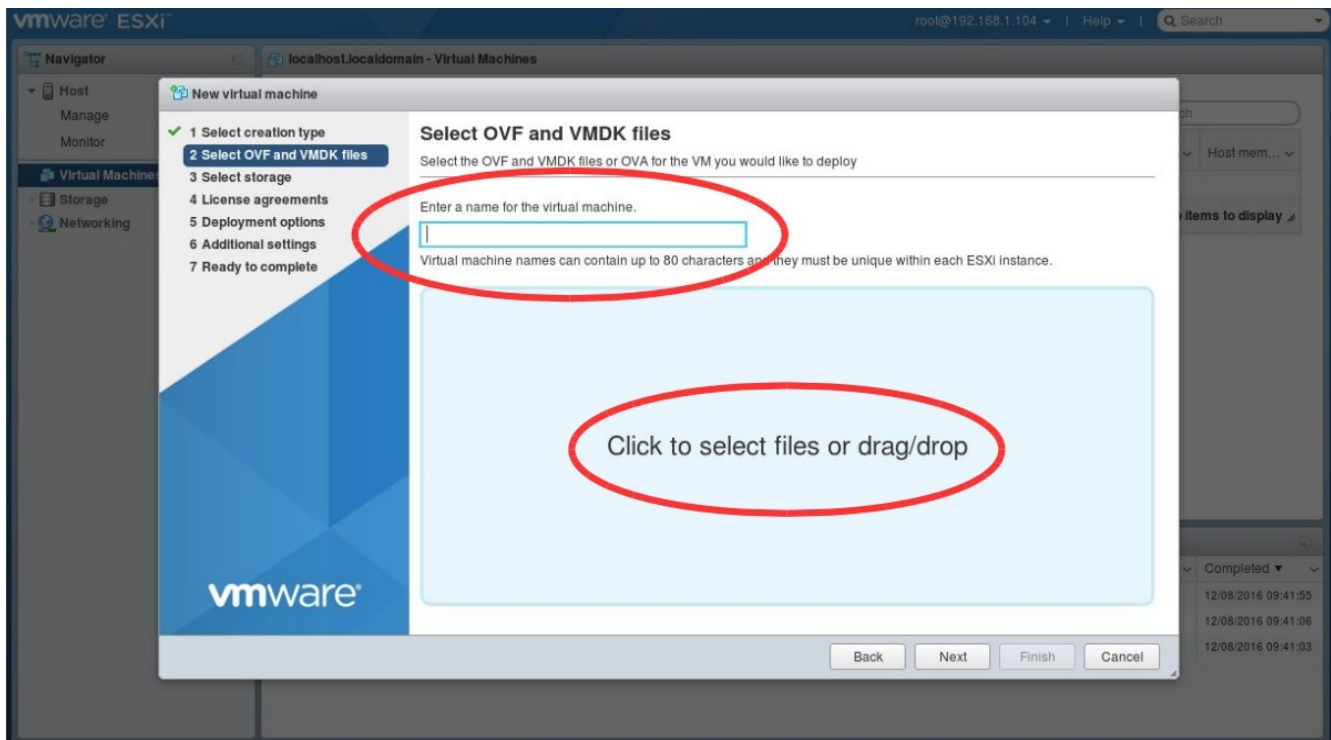 vmware ESXi™
root@192.168.1.104 | Help | Search
Navigator
localhost.localdomain - Virtual Machines
Host
Manage
Monitor
Virtual Machines
Storage
Networking
Host mem...
items to display
New virtual machine
1 Select creation type
2 Select OVF and VMDK files
3 Select storage
4 License agreements
5 Deployment options
6 Additional settings
7 Ready to complete
vmware®
Select OVF and VMDK files
Select the OVF and VMDK files or OVA for the VM you would like to deploy
Enter a name for the virtual machine.
Virtual machine names can contain up to 80 characters and they must be unique within each ESXi instance.
Click to select files or drag/drop
Back Next Finish Cancel
Completed ▼
12/08/2016 09:41:55
12/08/2016 09:41:06
12/08/2016 09:41:03